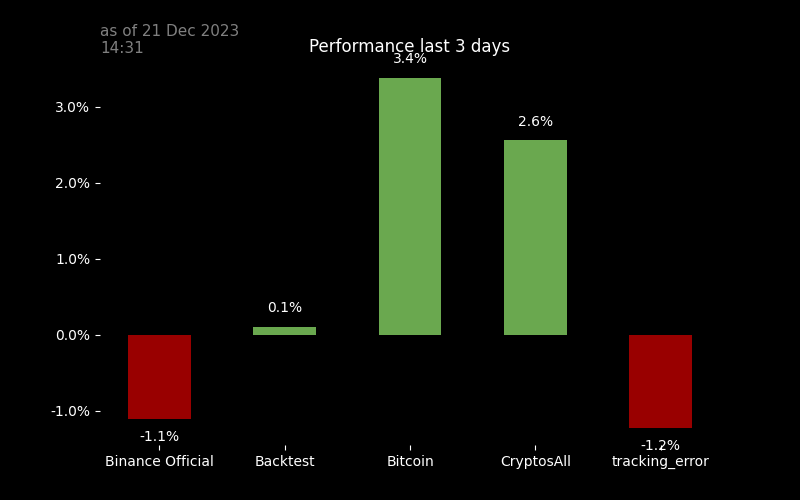 as of 21 Dec 2023
14:31
Performance last 3 days
3.4%
3.0%
2.6%
2.0%
1.0%
0.1%
0.0%
-1.0%
-1.1%
-1.2%
Binance Official
Backtest
Bitcoin
CryptosAll
tracking_error